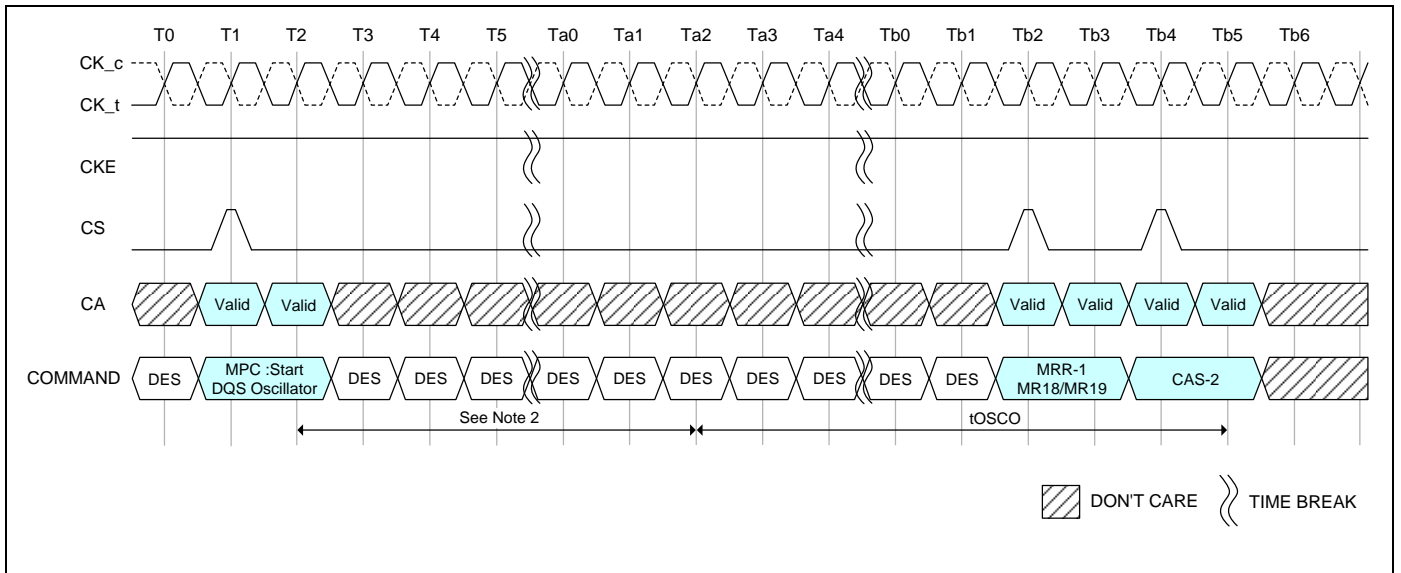 T0 T1 T2 T3 T4 T5 Ta0 Ta1 Ta2 Ta3 Ta4 Tb0 Tb1 Tb2 Tb3 Tb4 Tb5 Tb6
CK_c
CK_t
CKE
CS
CA Valid Valid Valid Valid Valid Valid
COMMAND DES MPC :Start DES DES DES DES DES DES DES DES DES DES MRR-1 CAS-2
DQS Oscillator MR18/MR19
See Note 2 tOSCO
DON'T CARE TIME BREAK